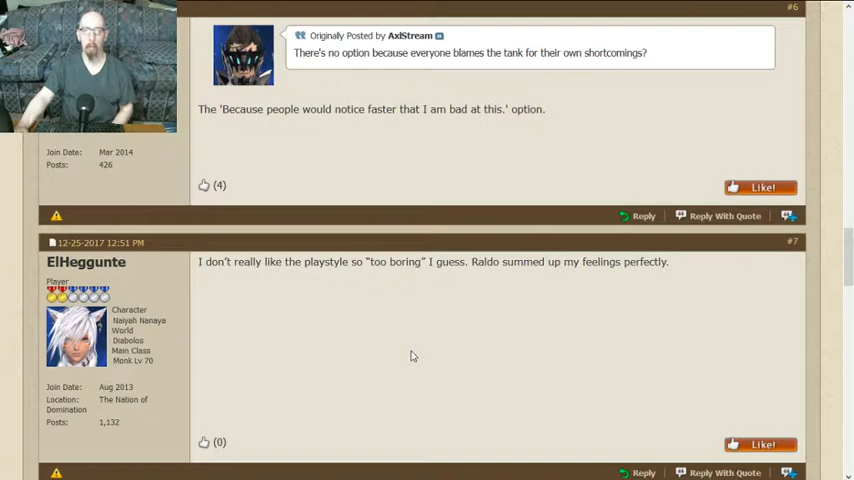 #6
Originally Posted by AxlStream
There's no option because everyone blames the tank for their own shortcomings?
The 'Because people would notice faster that I am bad at this.' option.
Join Date: Mar 2014
Posts: 426
(4)
Like!
Reply Reply With Quote
12-25-2017 12:51 PM #7
ElHeggunte
Player
Character
Naiyah Nanaya
World
Diabolos
Main Class
Monk Lv 70
Join Date: Aug 2013
Location: The Nation of
Domination
Posts: 1,132
I don't really like the playstyle so “too boring” I guess. Raldo summed up my feelings perfectly.
(0)
Like!
Reply Reply With Quote